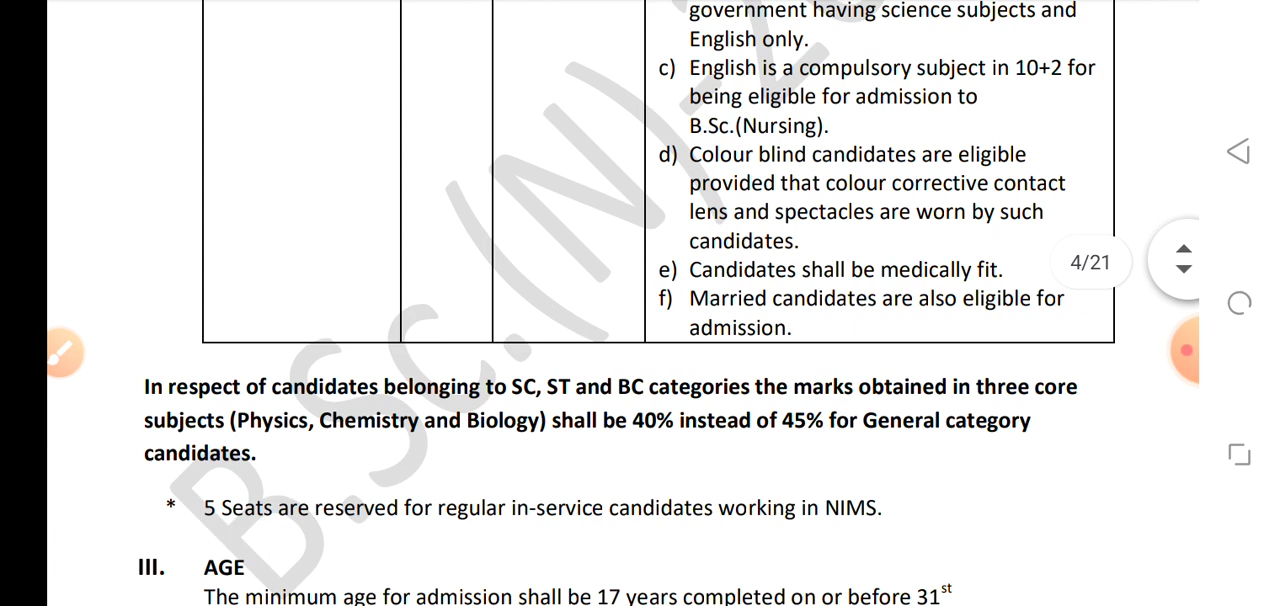 government having science subjects and
English only.
c) English is a compulsory subject in 10+2 for
being eligible for admission to
B.Sc.(Nursing).
d) Colour blind candidates are eligible
provided that colour corrective contact
lens and spectacles are worn by such
candidates.
e) Candidates shall be medically fit.
4/21
f) Married candidates are also eligible for
admission.
In respect of candidates belonging to SC, ST and BC categories the marks obtained in three core
subjects (Physics, Chemistry and Biology) shall be 40% instead of 45% for General category
candidates.
* 5 Seats are reserved for regular in-service candidates working in NIMS.
III. AGE
The minimum age for admission shall be 17 years completed on or before 31st
B.Sc.(N)-2